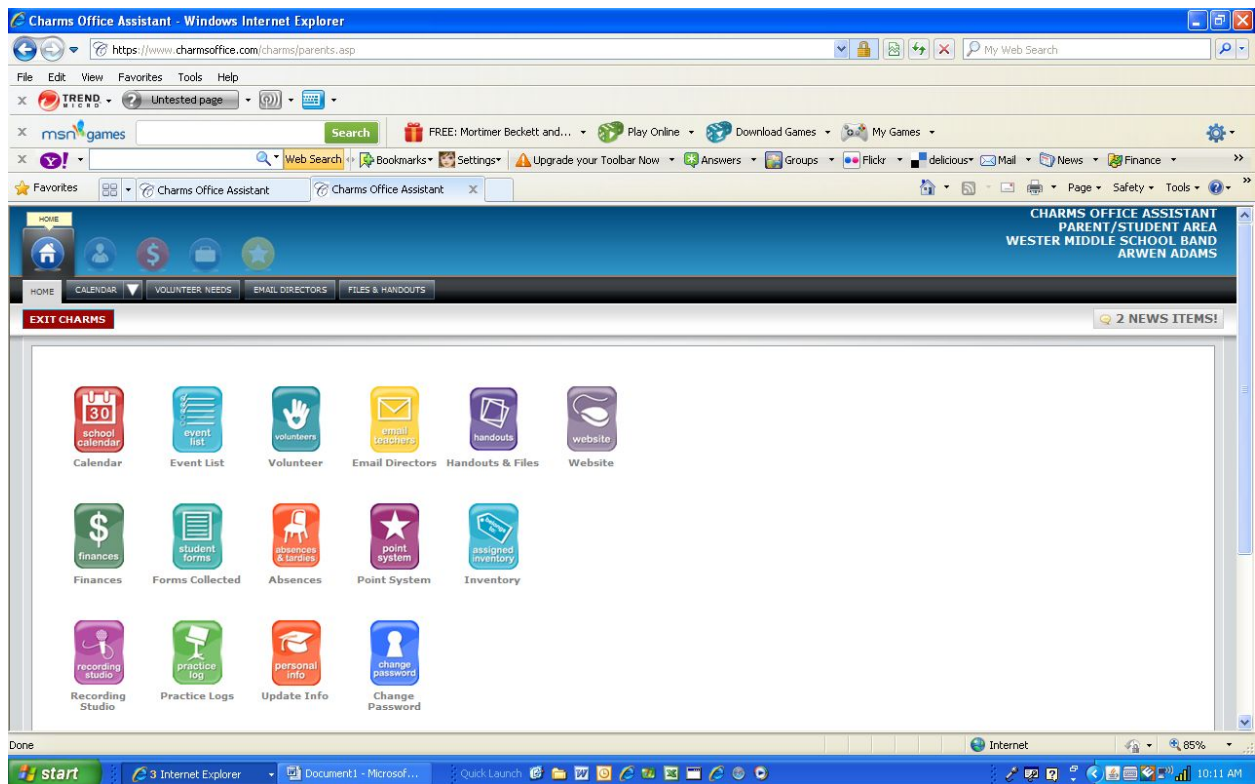 Charms Office Assistant - Windows Internet Explorer
https://www.charmsoffice.com/charms/parents.asp
My Web Search
File Edit View Favorites Tools Help
x TREND MICRO Untested page
x msn games Search FREE: Mortimer Beckett and... Play Online Download Games My Games
x Y! Web Search Bookmarks Settings Upgrade your Toolbar Now Answers Groups Flickr delicious Mail News Finance »
Favorites Charms Office Assistant Charms Office Assistant x Page Safety Tools »
HOME
CHARMS OFFICE ASSISTANT
PARENT/STUDENT AREA
WESTER MIDDLE SCHOOL BAND
ARWEN ADAMS
HOME CALENDAR VOLUNTEER NEEDS EMAIL DIRECTORS FILES & HANDOUTS
EXIT CHARMS 2 NEWS ITEMS!
30
school calendar
event list
volunteers
email teachers
handouts
website
Calendar Event List Volunteer Email Directors Handouts & Files Website
$
finances
student forms
absences & tardies
point system
belongs to:
assigned inventory
Finances Forms Collected Absences Point System Inventory
recording studio
practice log
personal info
change password
Recording Studio Practice Logs Update Info Change Password
Done Internet 85%
start 3 Internet Explorer Document1 - Microsof... Quick Launch 10:11 AM